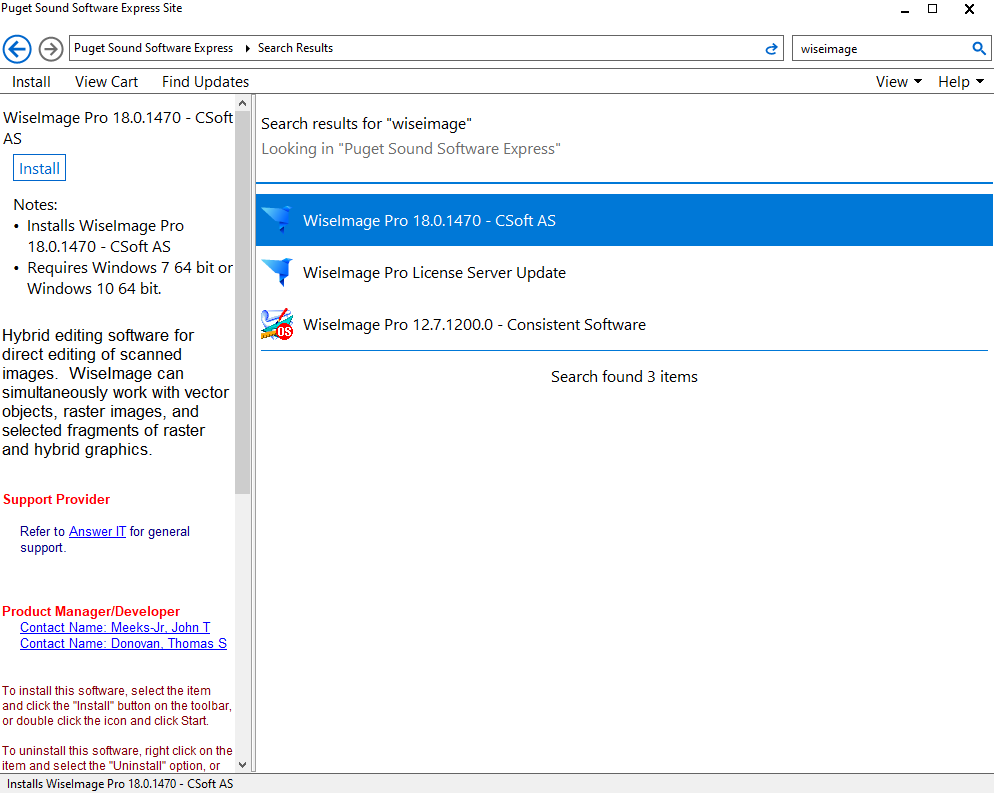 Puget Sound Software Express Site
Puget Sound Software Express Search Results
wiseimage
Install View Cart Find Updates
View Help
WiseImage Pro 18.0.1470 - CSoft
AS
Install
Notes:
• Installs WiseImage Pro
18.0.1470 - CSoft AS
• Requires Windows 7 64 bit or
Windows 10 64 bit.
Hybrid editing software for
direct editing of scanned
images. WiseImage can
simultaneously work with vector
objects, raster images, and
selected fragments of raster
and hybrid graphics.
Support Provider
Refer to Answer IT for general
support.
Product Manager/Developer
Contact Name: Meeks-Jr, John T
Contact Name: Donovan, Thomas S
To install this software, select the item
and click the "Install" button on the toolbar,
or double click the icon and click Start.
To uninstall this software, right click on the
item and select the "Uninstall" option, or
Search results for "wiseimage"
Looking in "Puget Sound Software Express"
WiseImage Pro 18.0.1470 - CSoft AS
WiseImage Pro License Server Update
OS
WiseImage Pro 12.7.1200.0 - Consistent Software
Search found 3 items
Installs WiseImage Pro 18.0.1470 - CSoft AS